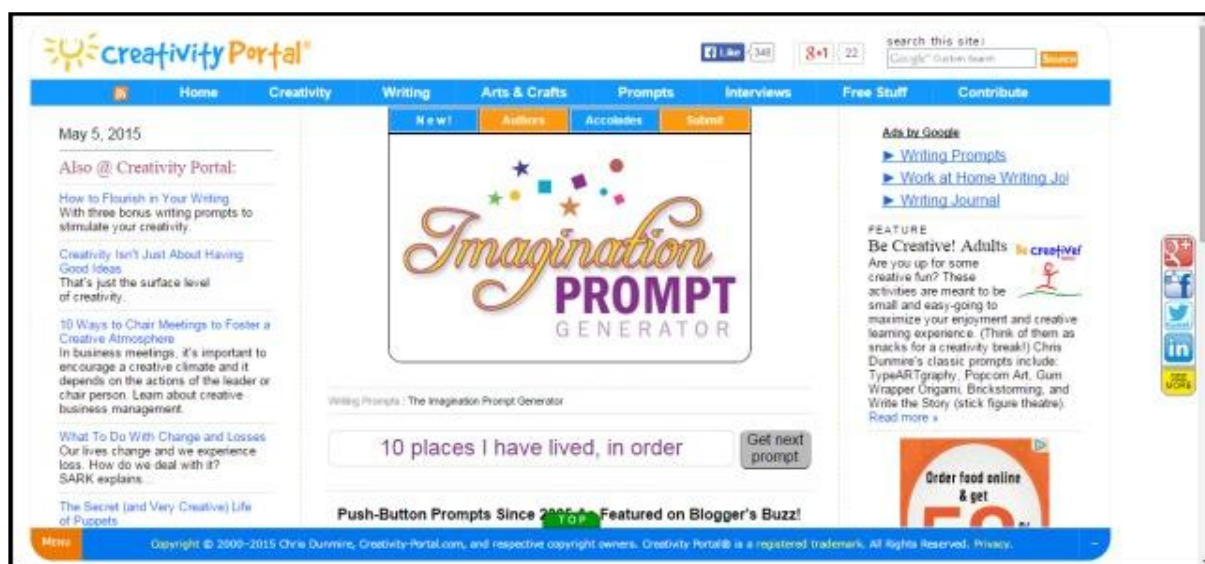 creativity Portal®
Like 348
g+1 22
search this site:
Google™ Custom Search
Search
Home Creativity Writing Arts & Crafts Prompts Interviews Free Stuff Contribute
New! Authors Accolades Submit
May 5, 2015
Also @ Creativity Portal:
How to Flourish in Your Writing
With three bonus writing prompts to
stimulate your creativity.
Creativity Isn't Just About Having
Good Ideas
That's just the surface level
of creativity.
10 Ways to Chair Meetings to Foster a
Creative Atmosphere
In business meetings, it's important to
encourage a creative climate and it
depends on the actions of the leader or
chair person. Learn about creative
business management.
What To Do With Change and Losses
Our lives change and we experience
loss. How do we deal with it?
SARK explains...
The Secret (and Very Creative) Life
of Puppets
Imagination
PROMPT
GENERATOR
Writing Prompts : The Imagination Prompt Generator
10 places I have lived, in order
Get next
prompt
Push-Button Prompts Since As Featured on Blogger's Buzz!
TOP
Ads by Google
► Writing Prompts
► Work at Home Writing Jol
► Writing Journal
FEATURE
Be Creative! Adults
Be creative!
Are you up for some
creative fun? These
activities are meant to be
small and easy-going to
maximize your enjoyment and creative
learning experience. (Think of them as
snacks for a creativity break!) Chris
Dunmire's classic prompts include:
TypeARTgraphy, Popcorn Art, Gum
Wrapper Origami, Brickstorming, and
Write the Story (stick figure theatre).
Read more »
Order food online
& get
%
g+
f
in
SEE
MORE
Menu
Copyright © 2000-2015 Chris Dunmire, Creativity-Portal.com, and respective copyright owners. Creativity Portal® is a registered trademark. All Rights Reserved. Privacy.